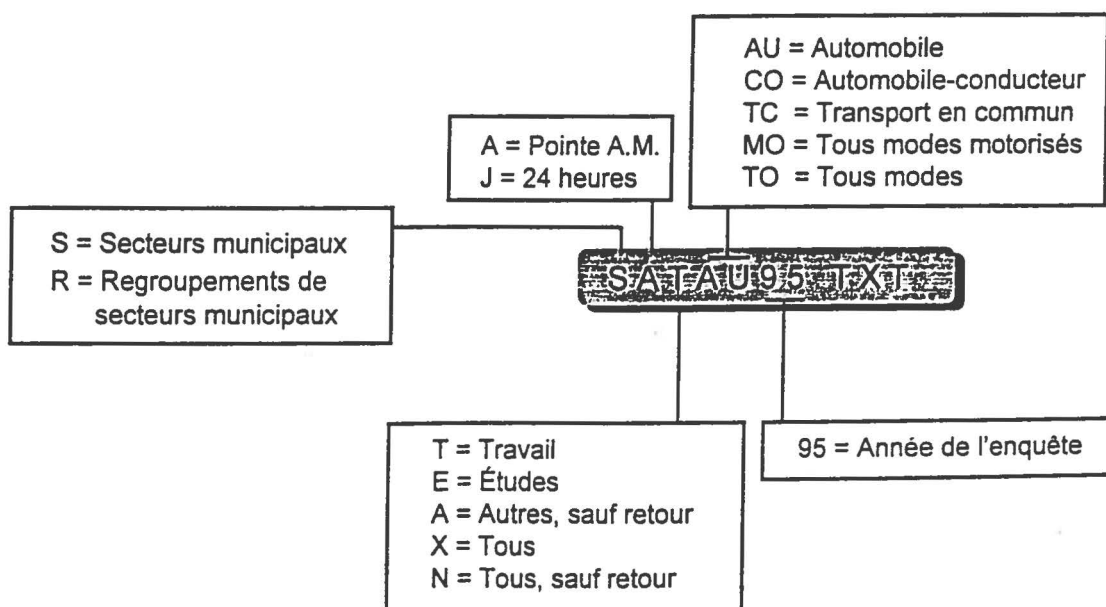 AU = Automobile
CO = Automobile-conducteur
TC = Transport en commun
MO = Tous modes motorisés
TO = Tous modes
A = Pointe A.M.
J = 24 heures
S = Secteurs municipaux
R = Regroupements de
secteurs municipaux
SATAU95 TXT
T = Travail
E = Études
A = Autres, sauf retour
X = Tous
N = Tous, sauf retour
95 = Année de l'enquête